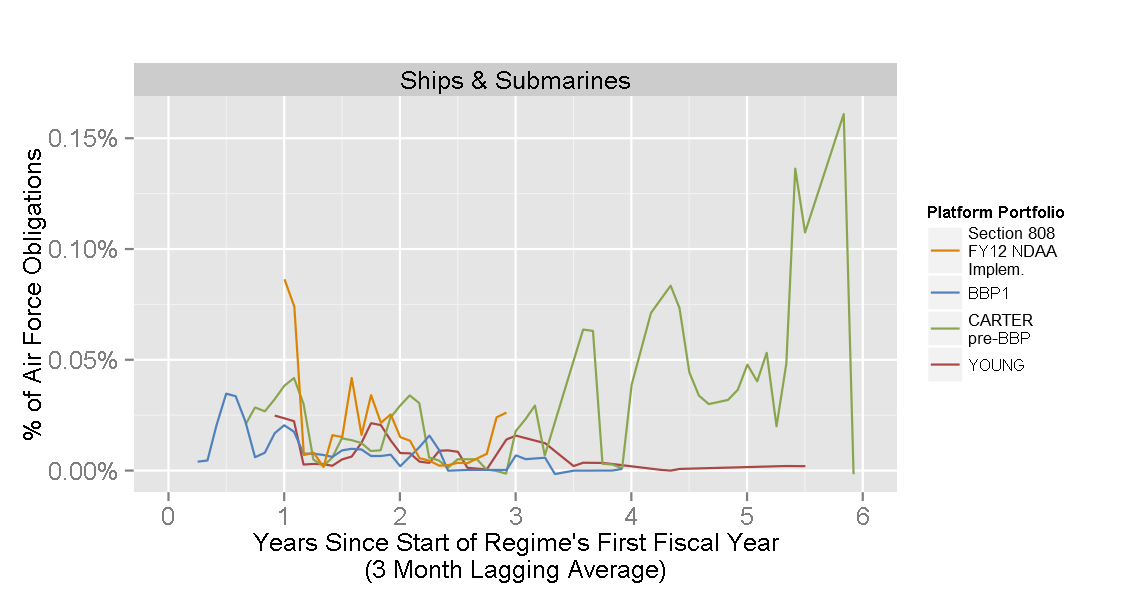 Ships & Submarines
% of Air Force Obligations
0.15%
0.10%
0.05%
0.00%
0 1 2 3 4 5 6
Years Since Start of Regime's First Fiscal Year
(3 Month Lagging Average)
Platform Portfolio
Section 808
FY12 NDAA
Implem.
BBP1
CARTER
pre-BBP
YOUNG